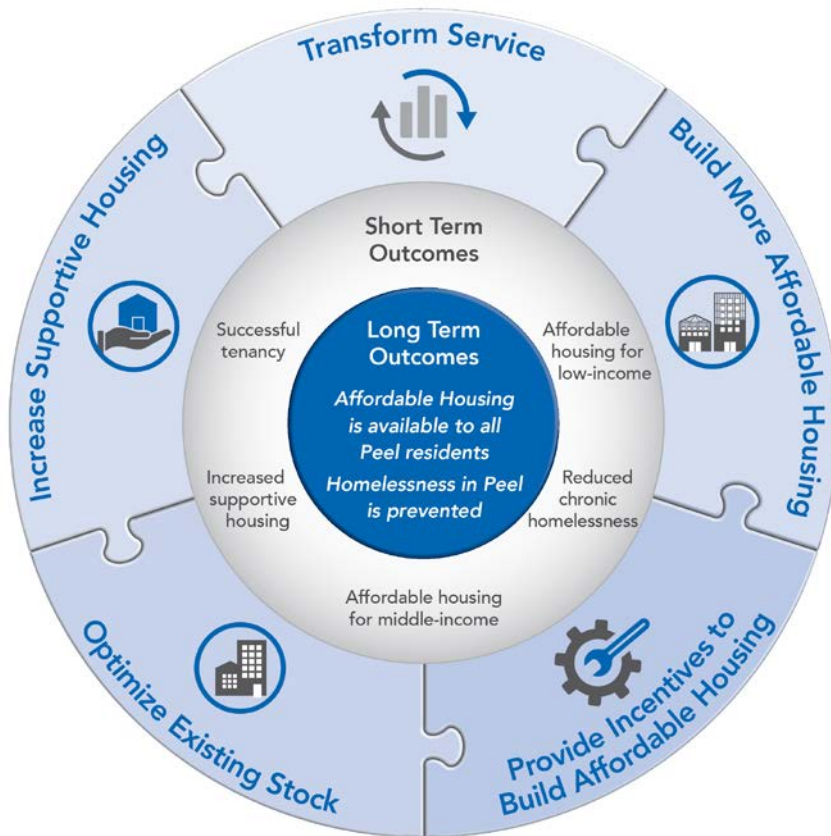 Transform Service
Build More Affordable Housing
Provide Incentives to
Build Affordable Housing
Optimize Existing Stock
Increase Supportive Housing
Short Term
Outcomes
Successful
tenancy
Affordable
housing for
low-income
Increased
supportive
housing
Reduced
chronic
homelessness
Affordable housing
for middle-income
Long Term
Outcomes
Affordable Housing
is available to all
Peel residents
Homelessness in Peel
is prevented